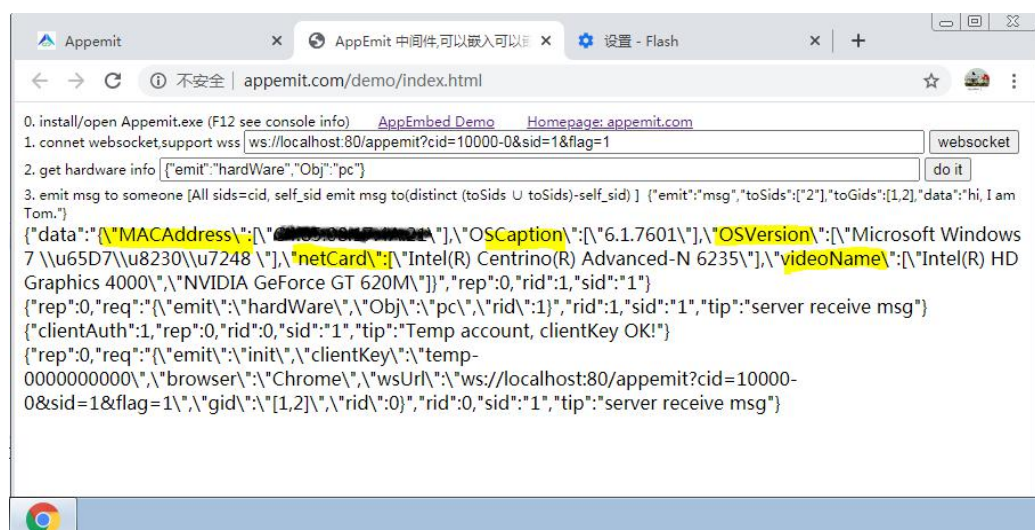 Appemit
AppEmit 中间件,可以嵌入可以
设置 - Flash
不安全 | appemit.com/demo/index.html
0. install/open Appemit.exe (F12 see console info) AppEmbed Demo Homepage: appemit.com
1. connet websocket,support wss ws://localhost:80/appemit?cid=10000-0&sid=1&flag=1 websocket
2. get hardware info {"emit":"hardWare","Obj":"pc"} do it
3. emit msg to someone [All sids=cid, self_sid emit msg to(distinct (toSids ∪ toSids)-self_sid) ] {"emit":"msg","toSids":["2"],"toGids":[1,2],"data":"hi, I am
Tom."}
{"data":"{\"MACAddress\":[\"\"],\"OSCaption\":[\"6.1.7601\"],\"OSVersion\":[\"Microsoft Windows
7 \\u65D7\\u8230\\u7248 \"],\"netCard\":[\"Intel(R) Centrino(R) Advanced-N 6235\"],\"videoName\":[\"Intel(R) HD
Graphics 4000\",\"NVIDIA GeForce GT 620M\"]}","rep":0,"rid":1,"sid":"1"}
{"rep":0,"req":"{\"emit\":\"hardWare\",\"Obj\":\"pc\",\"rid\":1}","rid":1,"sid":"1","tip":"server receive msg"}
{"clientAuth":1,"rep":0,"rid":0,"sid":"1","tip":"Temp account, clientKey OK!"}
{"rep":0,"req":"{\"emit\":\"init\",\"clientKey\":\"temp-
0000000000\",\"browser\":\"Chrome\",\"wsUrl\":\"ws://localhost:80/appemit?cid=10000-
0&sid=1&flag=1\",\"gid\":\"[1,2]\",\"rid\":0}","rid":0,"sid":"1","tip":"server receive msg"}